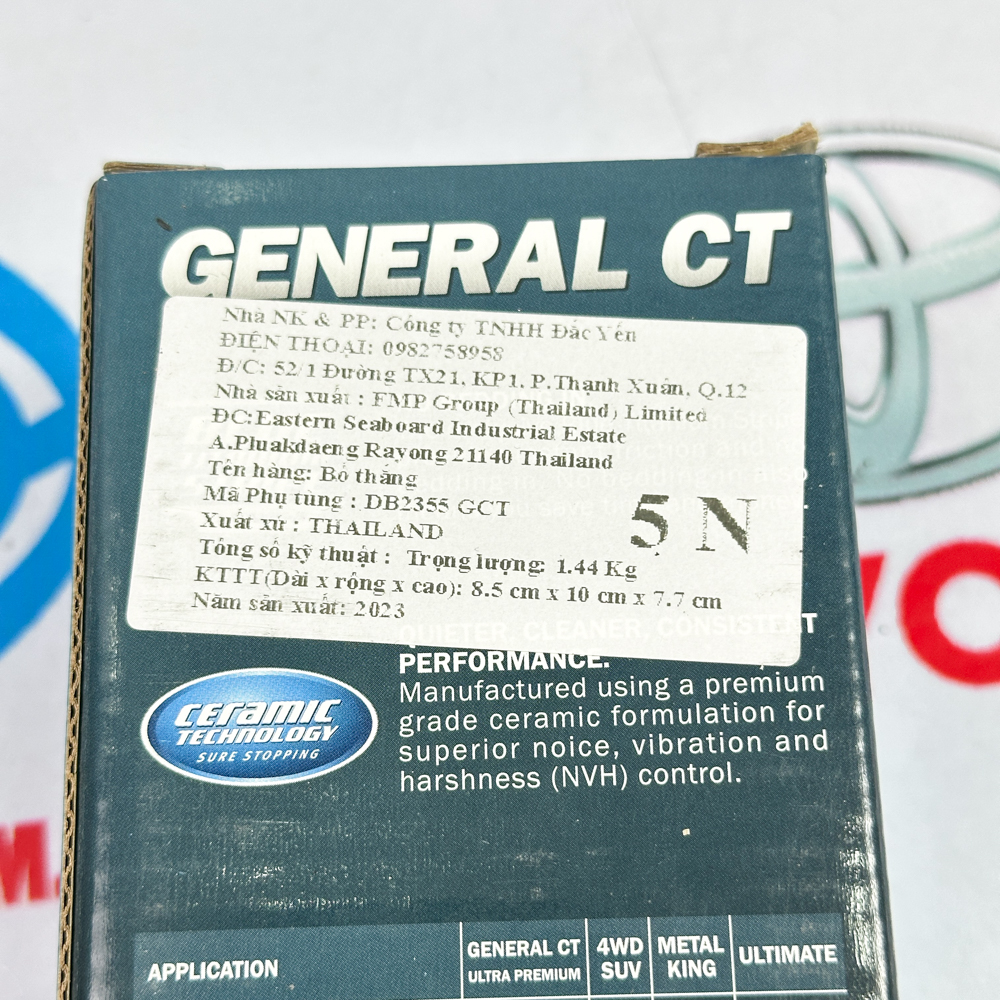 GENERAL CT
Nhà NK & PP: Công ty TNHH Đắc Yến
ĐIỆN THOẠI: 0982758958
Đ/C: 52/1 Đường TX21, KP1, P.Thạnh Xuân, Q.12
Nhà sản xuất : FMP Group (Thailand) Limited
ĐC:Eastern Seaboard Industrial Estate
A.Pluakdaeng Rayong 21140 Thailand
Tên hàng: Bố thắng
Mã Phụ tùng : DB2355 GCT
Xuất xứ : THAILAND
5 N
Tông số kỹ thuật : Trọng lượng: 1.44 Kg
KTTT(Dài x rộng x cao): 8.5 cm x 10 cm x 7.7 cm
Năm sản xuất: 2023
QUIETER, CLEANER, CONSISTENT
PERFORMANCE.
Manufactured using a premium
grade ceramic formulation for
superior noice, vibration and
harshness (NVH) control.
CERAMIC
TECHNOLOGY
SURE STOPPING
APPLICATION
GENERAL CT
ULTRA PREMIUM
4WD
SUV
METAL
KING
ULTIMATE
M.